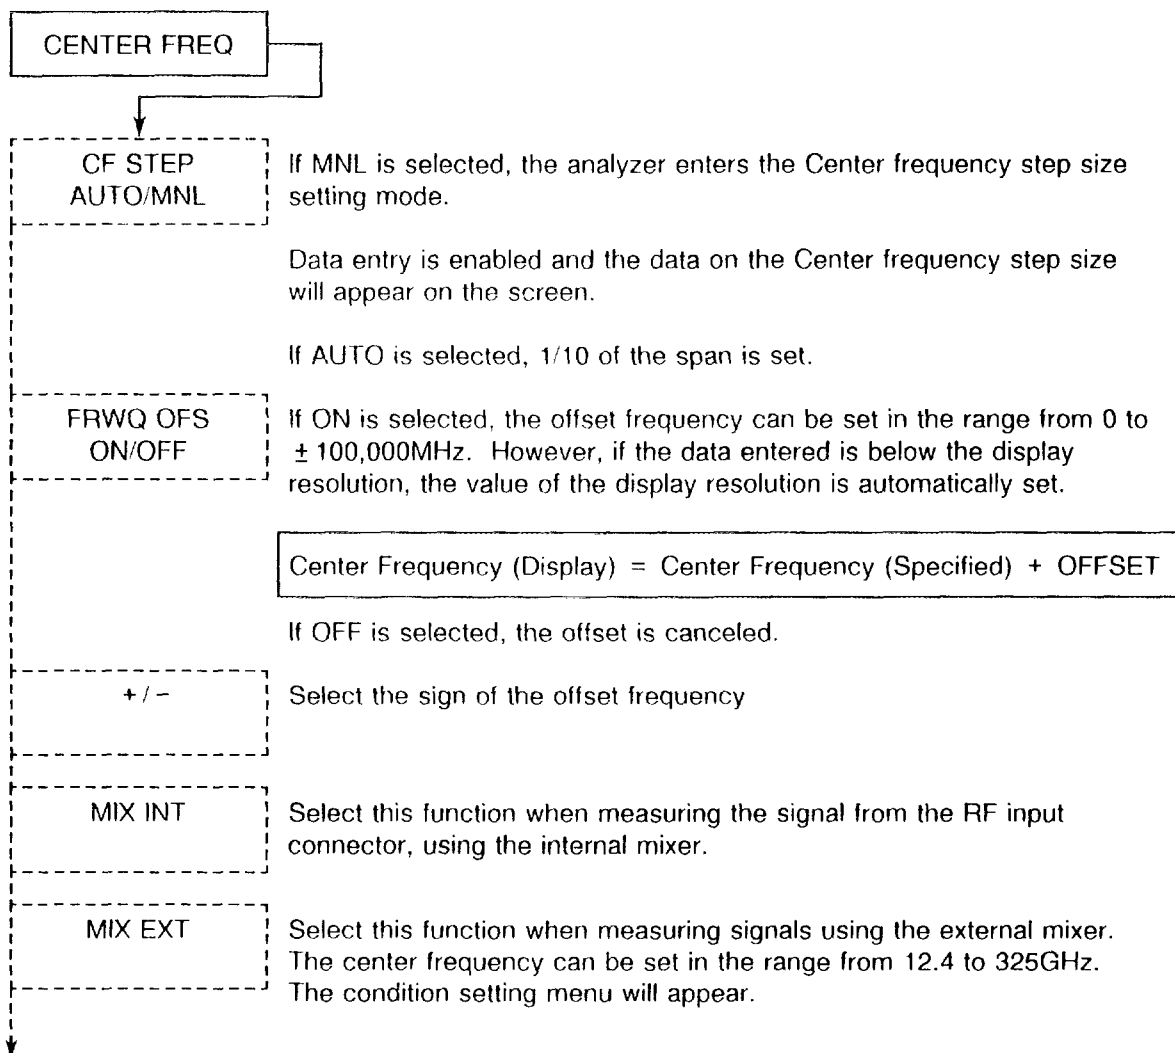 CENTER FREQ
CF STEP
AUTO/MNL
If MNL is selected, the analyzer enters the Center frequency step size
setting mode.
Data entry is enabled and the data on the Center frequency step size
will appear on the screen.
If AUTO is selected, 1/10 of the span is set.
FRWQ OFS
ON/OFF
If ON is selected, the offset frequency can be set in the range from 0 to
± 100,000MHz. However, if the data entered is below the display
resolution, the value of the display resolution is automatically set.
Center Frequency (Display) = Center Frequency (Specified) + OFFSET
If OFF is selected, the offset is canceled.
+ / −
Select the sign of the offset frequency
MIX INT
Select this function when measuring the signal from the RF input
connector, using the internal mixer.
MIX EXT
Select this function when measuring signals using the external mixer.
The center frequency can be set in the range from 12.4 to 325GHz.
The condition setting menu will appear.